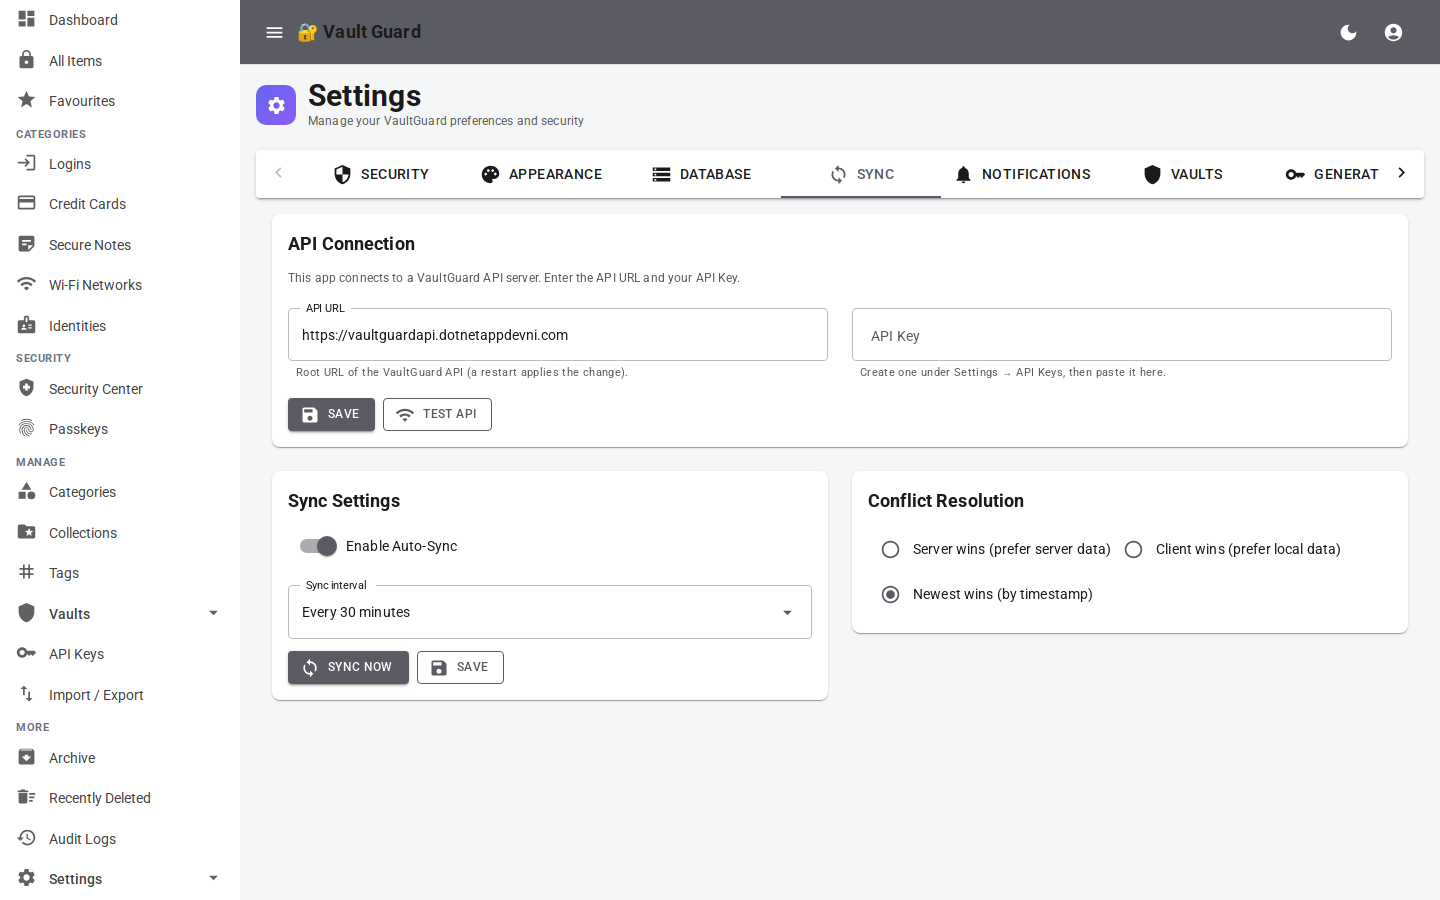 Dashboard
All Items
Favourites
CATEGORIES
Logins
Credit Cards
Secure Notes
Wi-Fi Networks
Identities
SECURITY
Security Center
Passkeys
MANAGE
Categories
Collections
Tags
Vaults
API Keys
Import / Export
MORE
Archive
Recently Deleted
Audit Logs
Settings
Vault Guard
Settings
Manage your VaultGuard preferences and security
SECURITY
APPEARANCE
DATABASE
SYNC
NOTIFICATIONS
VAULTS
GENERAT
API Connection
This app connects to a VaultGuard API server. Enter the API URL and your API Key.
API URL
https://vaultguardapi.dotnetappdevni.com
Root URL of the VaultGuard API (a restart applies the change).
API Key
Create one under Settings → API Keys, then paste it here.
SAVE
TEST API
Sync Settings
Enable Auto-Sync
Sync interval
Every 30 minutes
SYNC NOW
SAVE
Conflict Resolution
Server wins (prefer server data)
Client wins (prefer local data)
Newest wins (by timestamp)